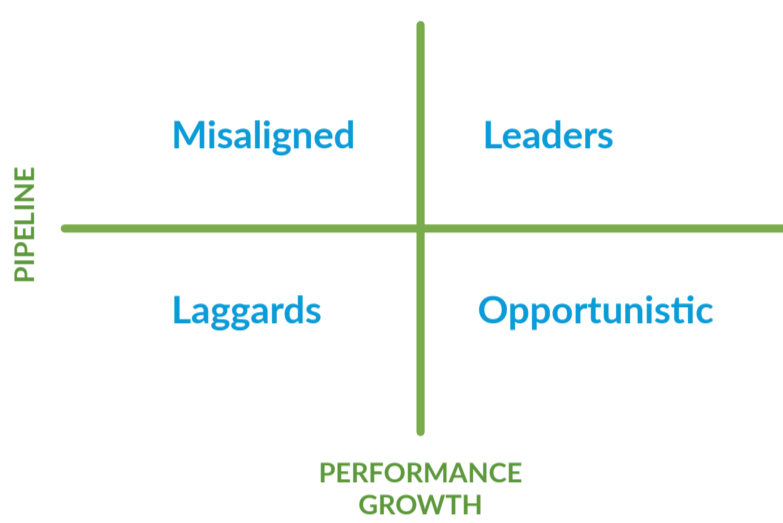 Misaligned
Leaders
PIPELINE
Laggards
Opportunistic
PERFORMANCE
GROWTH